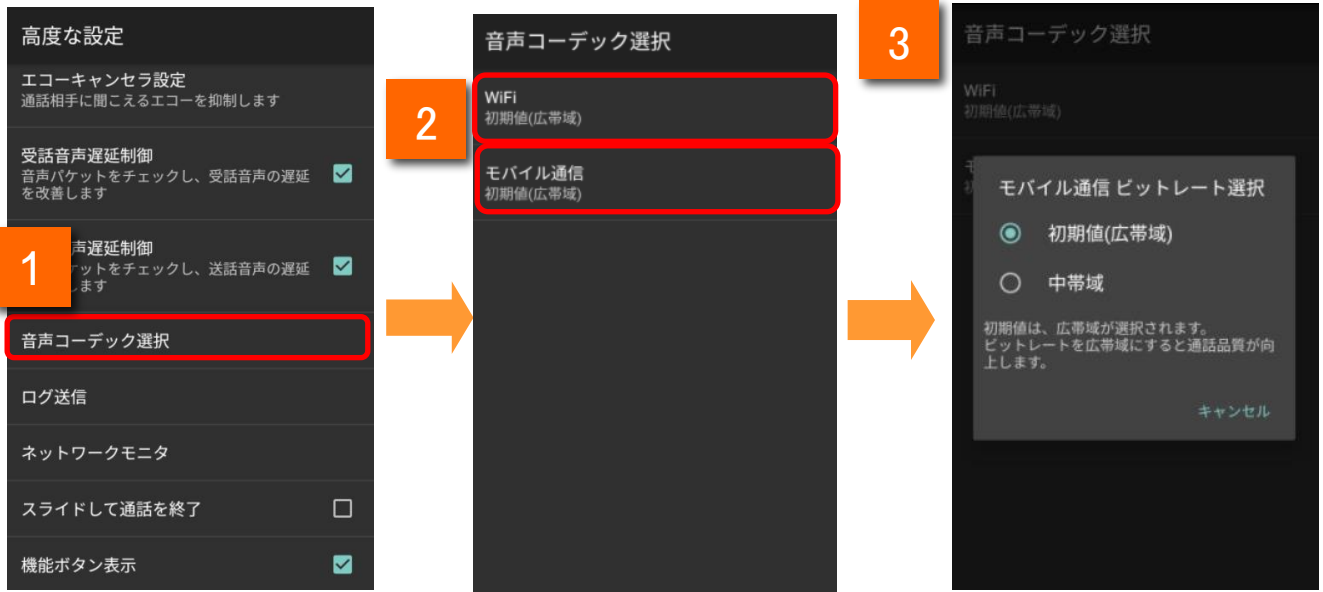 高度な設定
エコーキャンセラ設定
通話相手に聞こえるエコーを抑制します
受話音声遅延制御
音声パケットをチェックし、受話音声の遅延
を改善します
1
声遅延制御
ケットをチェックし、送話音声の遅延
します
音声コーデック選択
ログ送信
ネットワークモニタ
スライドして通話を終了
機能ボタン表示
2
音声コーデック選択
WiFi
初期値(広帯域)
モバイル通信
初期値(広帯域)
3
音声コーデック選択
WiFi
初期値(広帯域)
モバイル通信 ビットレート選択
初期値(広帯域)
中帯域
初期値は、広帯域が選択されます。
ビットレートを広帯域にすると通話品質が向
上します。
キャンセル